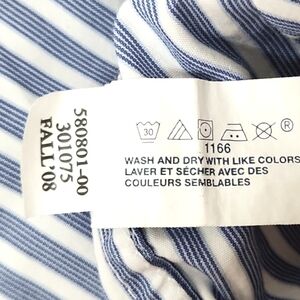 580801-00
301075
FALL'08
30
®
1166
WASH AND DRY WITH LIKE COLORS
LAVER ET SÉCHER AVEC DES
COULEURS SEMBLABLES